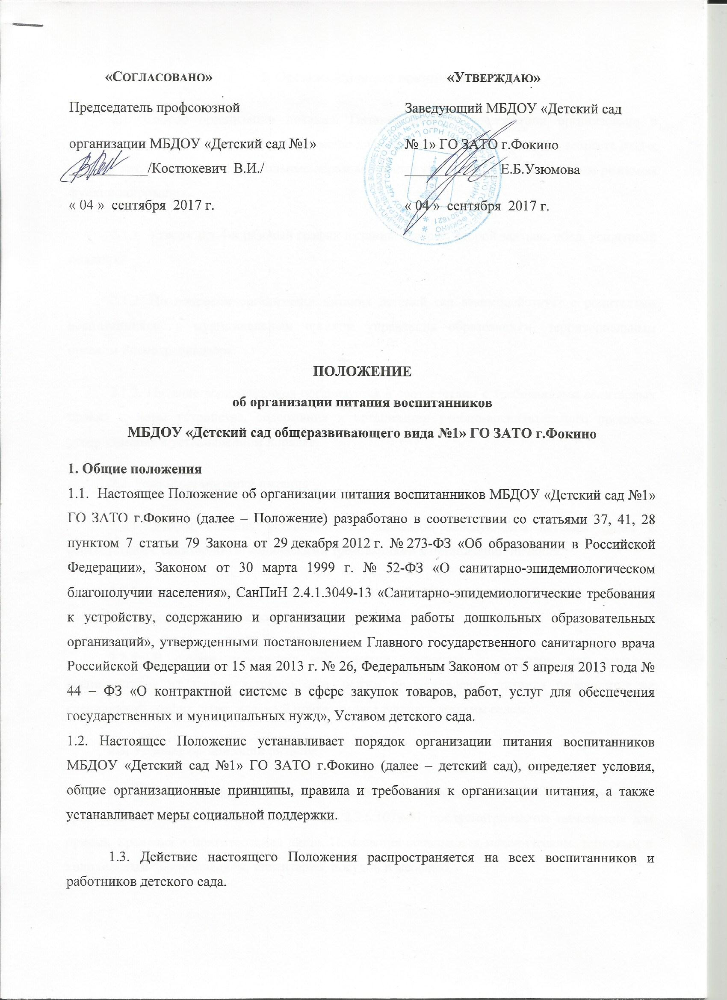 «СОГЛАСОВАНО»
Председатель профсоюзной
организации МБДОУ «Детский сад №1»
___________/Костюкевич В.И./
« 04 » сентября 2017 г.
«УТВЕРЖДАЮ»
Заведующий МБДОУ «Детский сад
№ 1» ГО ЗАТО г.Фокино
_____________ Е.Б.Узюмова
« 04 » сентября 2017 г.
ПОЛОЖЕНИЕ
об организации питания воспитанников
МБДОУ «Детский сад общеразвивающего вида №1» ГО ЗАТО г.Фокино
1. Общие положения
1.1. Настоящее Положение об организации питания воспитанников МБДОУ «Детский сад №1»
ГО ЗАТО г.Фокино (далее – Положение) разработано в соответствии со статьями 37, 41, 28
пунктом 7 статьи 79 Закона от 29 декабря 2012 г. № 273-ФЗ «Об образовании в Российской
Федерации», Законом от 30 марта 1999 г. № 52-ФЗ «О санитарно-эпидемиологическом
благополучии населения», СанПиН 2.4.1.3049-13 «Санитарно-эпидемиологические требования
к устройству, содержанию и организации режима работы дошкольных образовательных
организаций», утвержденными постановлением Главного государственного санитарного врача
Российской Федерации от 15 мая 2013 г. № 26, Федеральным Законом от 5 апреля 2013 года №
44 – ФЗ «О контрактной системе в сфере закупок товаров, работ, услуг для обеспечения
государственных и муниципальных нужд», Уставом детского сада.
1.2. Настоящее Положение устанавливает порядок организации питания воспитанников
МБДОУ «Детский сад №1» ГО ЗАТО г.Фокино (далее – детский сад), определяет условия,
общие организационные принципы, правила и требования к организации питания, а также
устанавливает меры социальной поддержки.
1.3. Действие настоящего Положения распространяется на всех воспитанников и
работников детского сада.